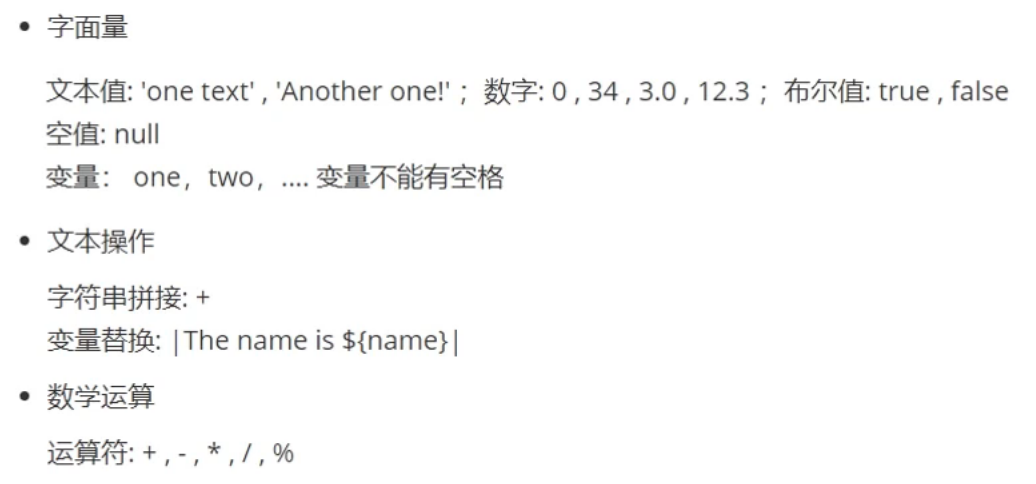 • 字面量
文本值: 'one text' , 'Another one!' ；数字: 0 , 34 , 3.0 , 12.3 ；布尔值: true , false
空值: null
变量： one，two，.... 变量不能有空格
• 文本操作
字符串拼接: +
变量替换: |The name is ${name}|
• 数学运算
运算符: + , - , * , / , %